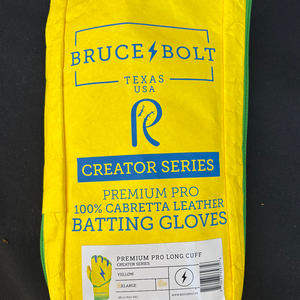 BRUCE BOLT
TEXAS
USA
R
CREATOR SERIES
PREMIUM PRO
100% CABRETTA LEATHER
BATTING GLOVES
PREMIUM PRO LONG CUFF
CREATOR SERIES
YELLOW
XLARGE